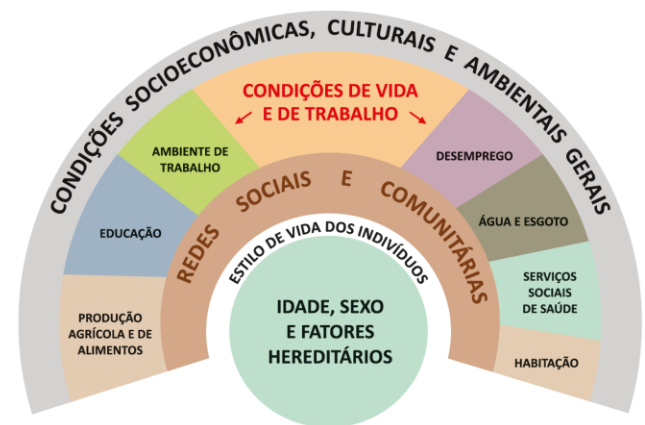 CONDIÇÕES SOCIOECONÔMICAS, CULTURAIS E AMBIENTAIS GERAIS
CONDIÇÕES DE VIDA
E DE TRABALHO
AMBIENTE DE
TRABALHO
DESEMPREGO
EDUCAÇÃO
ÁGUA E ESGOTO
PRODUÇÃO
AGRÍCOLA E DE
ALIMENTOS
SERVIÇOS
SOCIAIS
DE SAÚDE
HABITAÇÃO
REDES SOCIAIS E COMUNITÁRIAS
ESTILO DE VIDA DOS INDIVÍDUOS
IDADE, SEXO
E FATORES
HEREDITÁRIOS